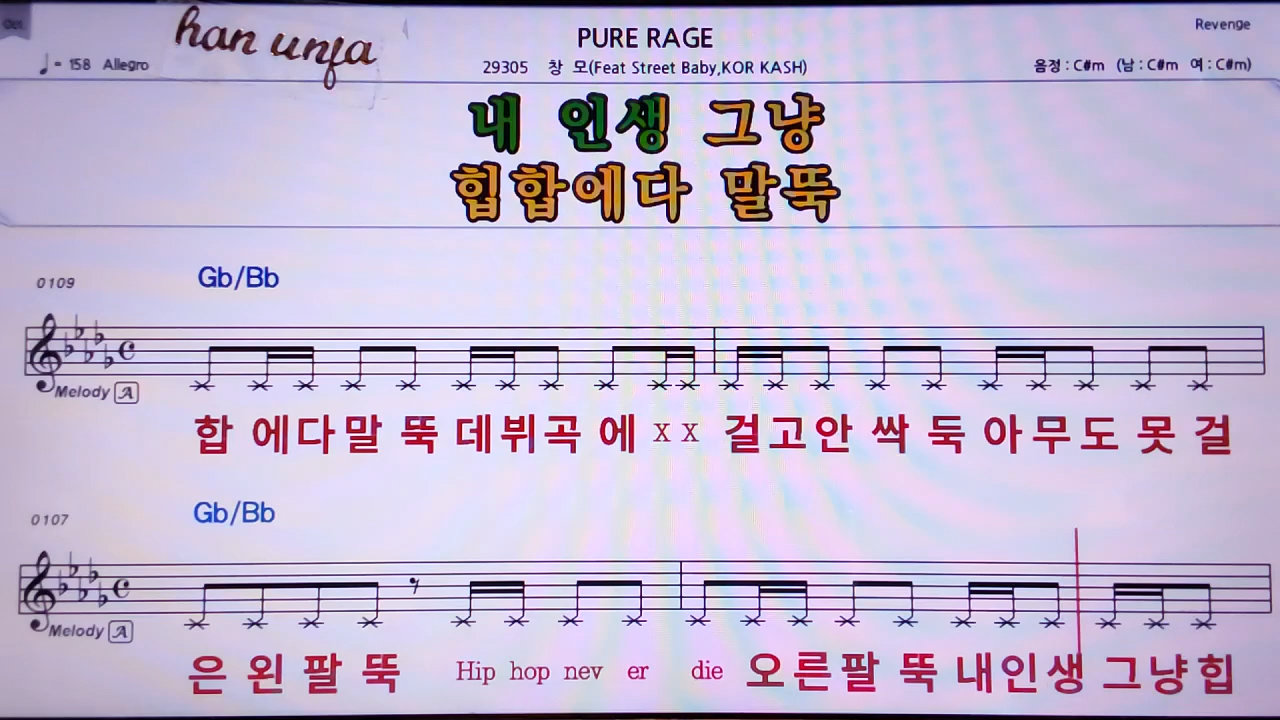 han unfa
PURE RAGE
Revenge
♩= 158 Allegro
29305 창 모(Feat Street Baby,KOR KASH)
음정 : C#m (남 : C#m 여 : C#m)
내 인생 그냥
힙합에다 말뚝
0109
Gb/Bb
Melody A
합 에다말 뚝 데뷔곡 에 x x 걸고안 싹 둑 아무도 못 걸
0107
Gb/Bb
Melody A
은 왼 팔 뚝 Hip hop nev er die 오른팔 뚝 내인생 그냥힙